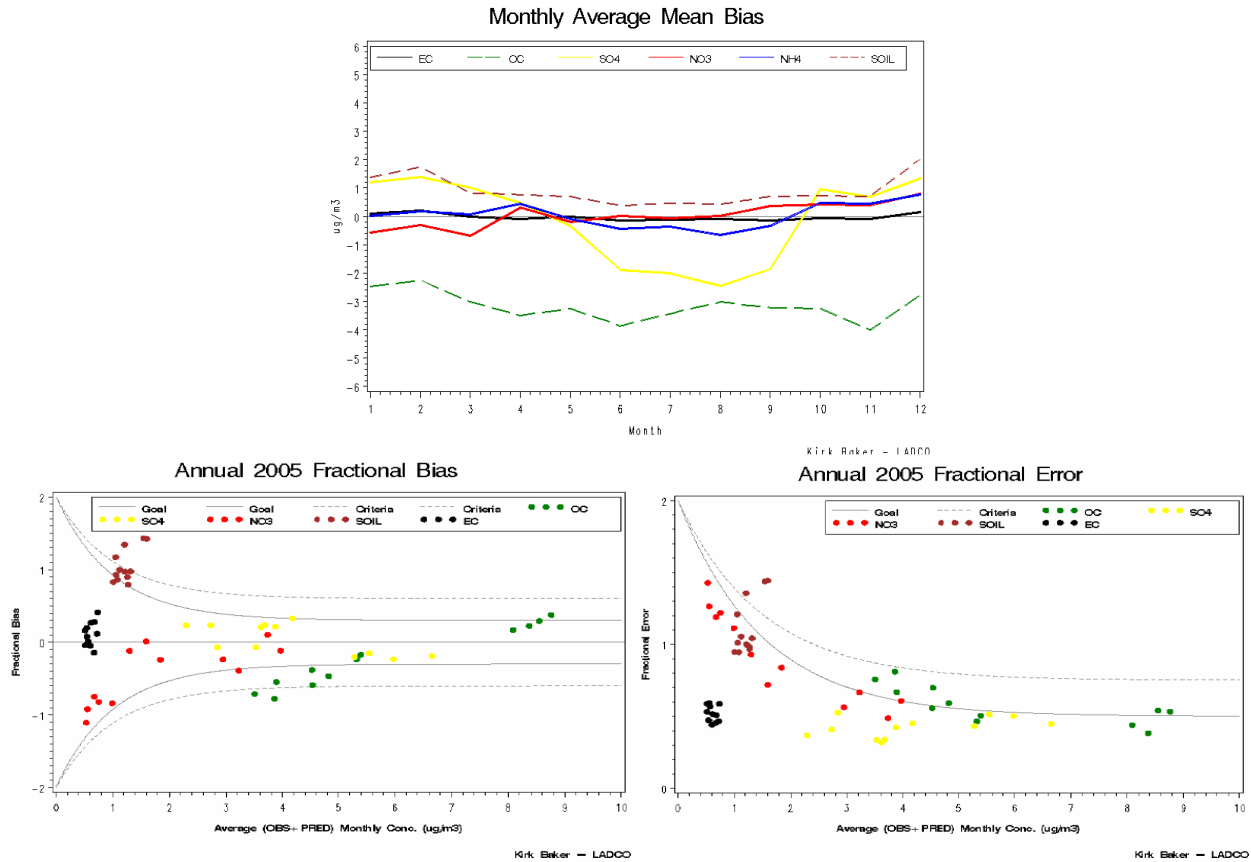 Monthly Average Mean Bias
EC OC SO4 NO3 NH4 SOIL
6
5
4
3
2
1
0
-1
-2
-3
-4
-5
-6
ug/m3
1 2 3 4 5 6 7 8 9 10 11 12
Month
Kirk Baker – LADCO
Annual 2005 Fractional Bias
Goal Goal Criteria Criteria OC
SO4 NO3 SOIL EC
2
1
0
-1
-2
Fractional Bias
0 1 2 3 4 5 6 7 8 9 10
Average (OBS+ PRED) Monthly Conc. (ug/m3)
Kirk Baker – LADCO
Annual 2005 Fractional Error
Goal Criteria OC SO4
NO3 SOIL EC
2
1
0
Fractional Error
0 1 2 3 4 5 6 7 8 9 10
Average (OBS+ PRED) Monthly Conc. (ug/m3)
Kirk Baker – LADCO